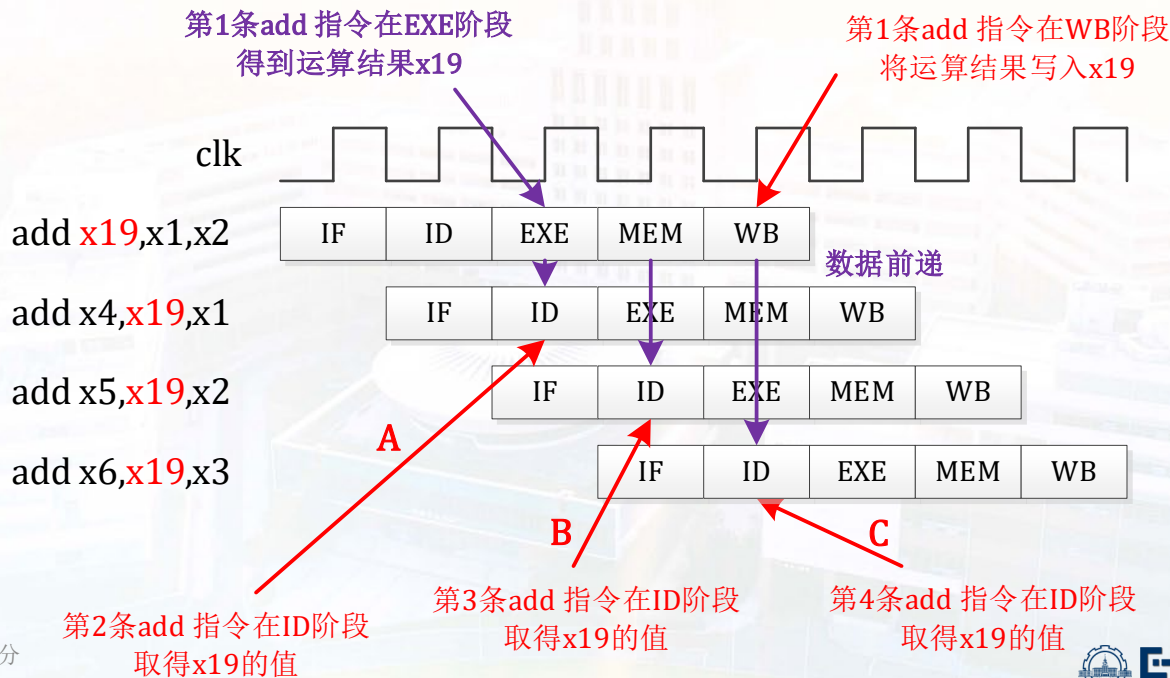 第1条add 指令在EXE阶段
得到运算结果x19
第1条add 指令在WB阶段
将运算结果写入x19
clk
add x19,x1,x2
IF ID EXE MEM WB
数据前递
add x4,x19,x1
IF ID EXE MEM WB
add x5,x19,x2
IF ID EXE MEM WB
A
add x6,x19,x3
IF ID EXE MEM WB
B
C
第2条add 指令在ID阶段
取得x19的值
第3条add 指令在ID阶段
取得x19的值
第4条add 指令在ID阶段
取得x19的值
分